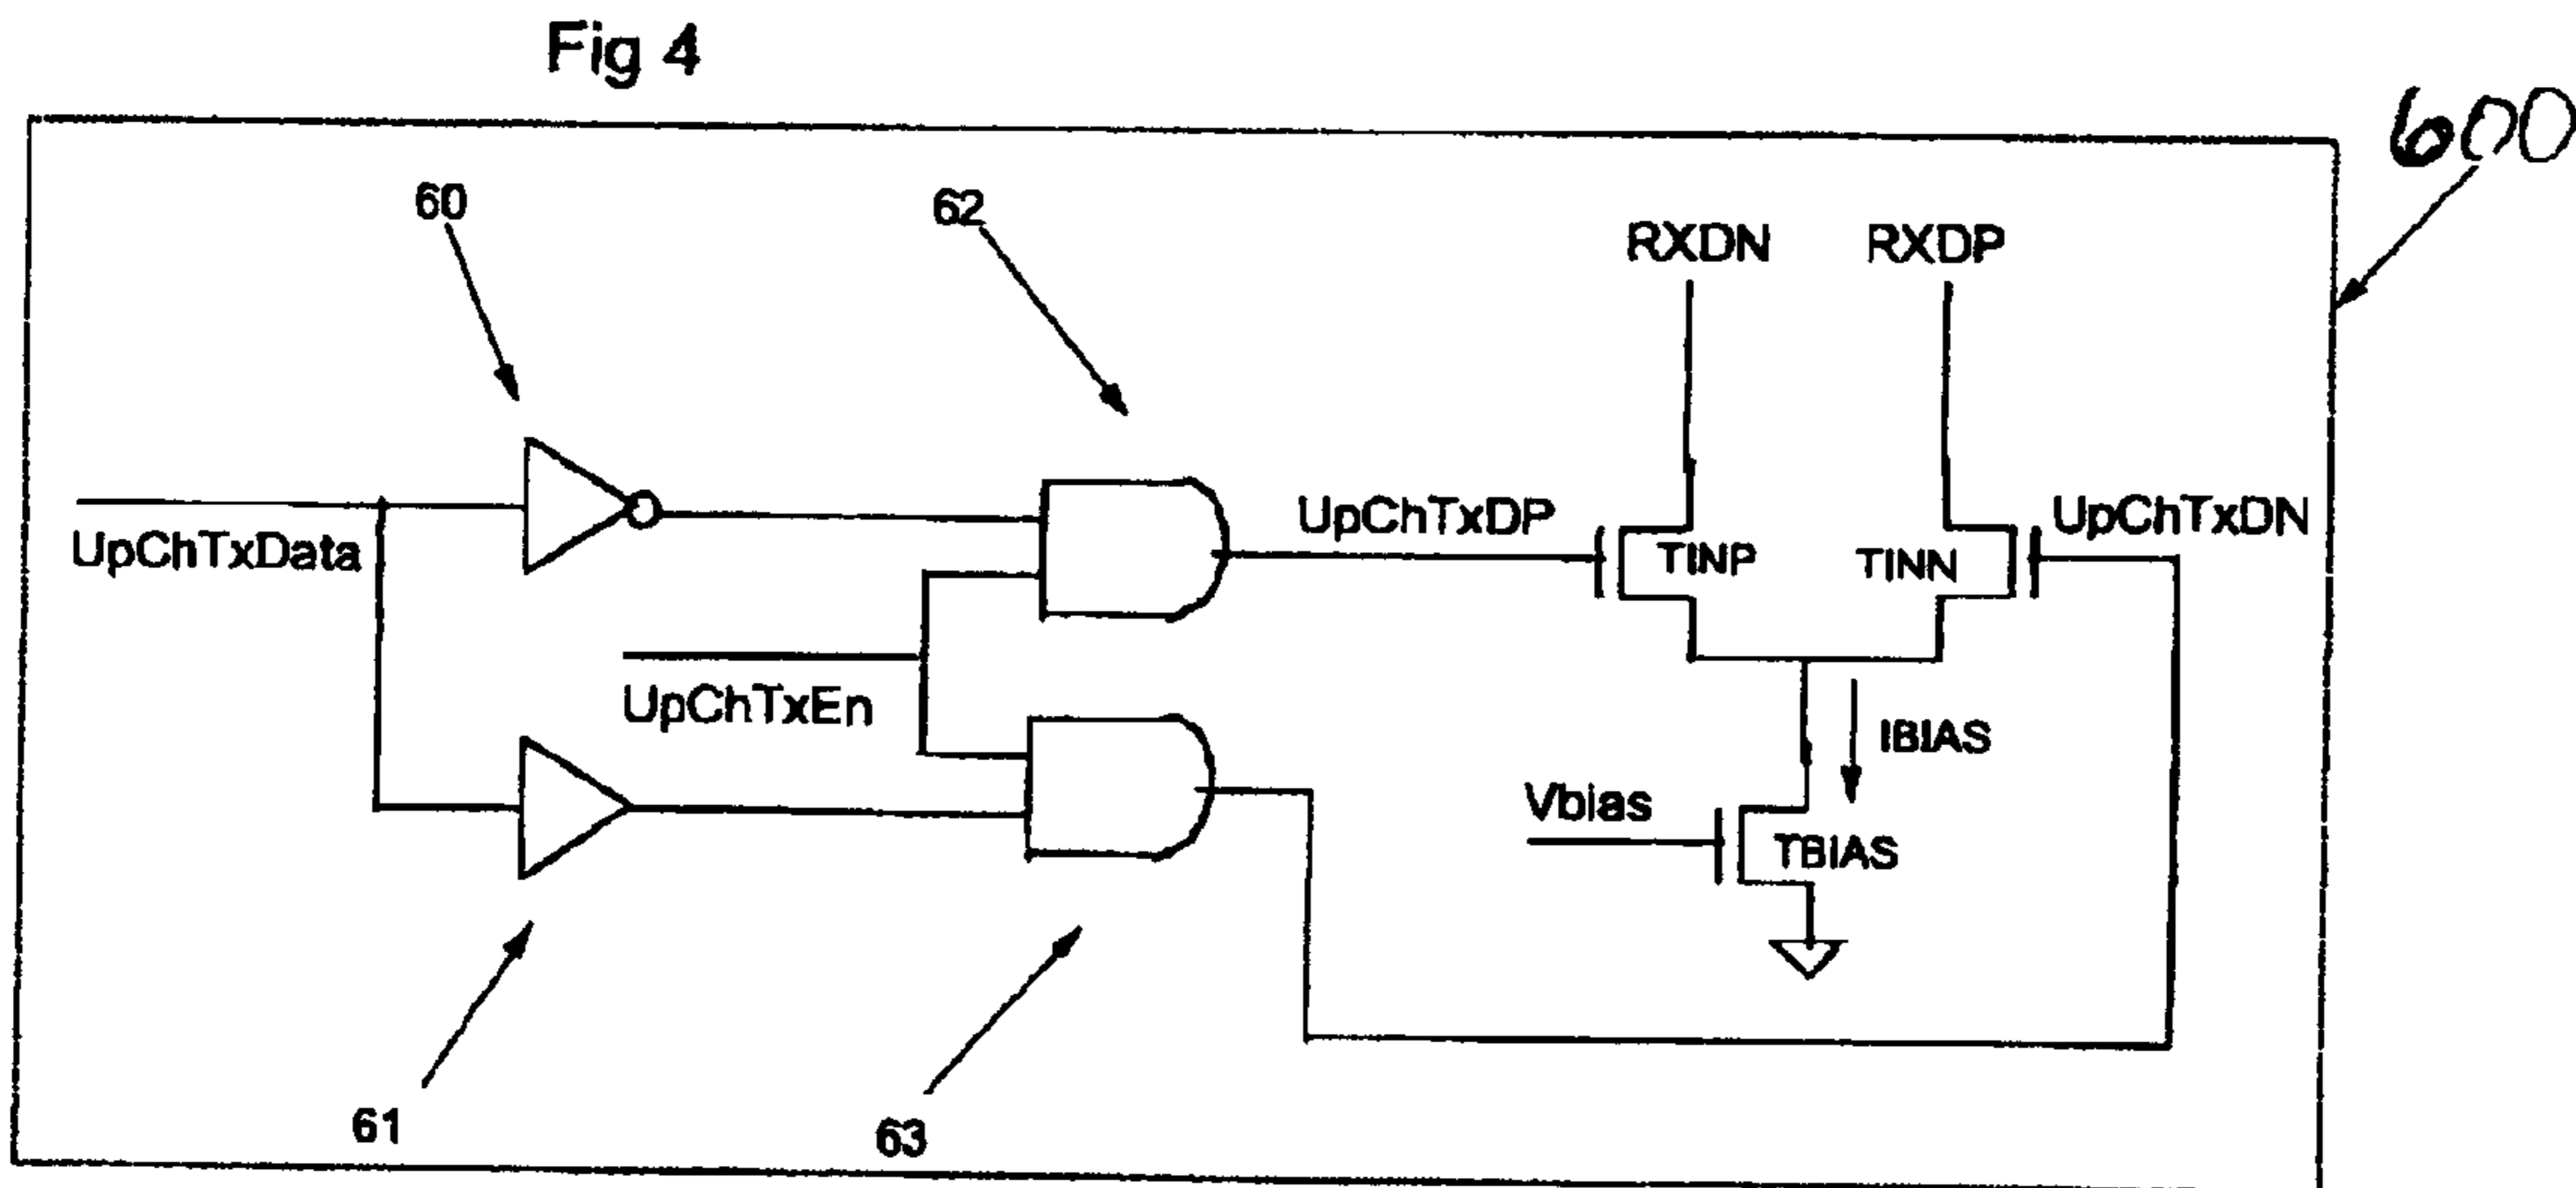 Fig 4
600
60
62
RXDN
RXDP
UpChTxData
UpChTxDP
TINP
TINN
UpChTxDN
UpChTxEn
IBIAS
Vbias
TBIAS
61
63